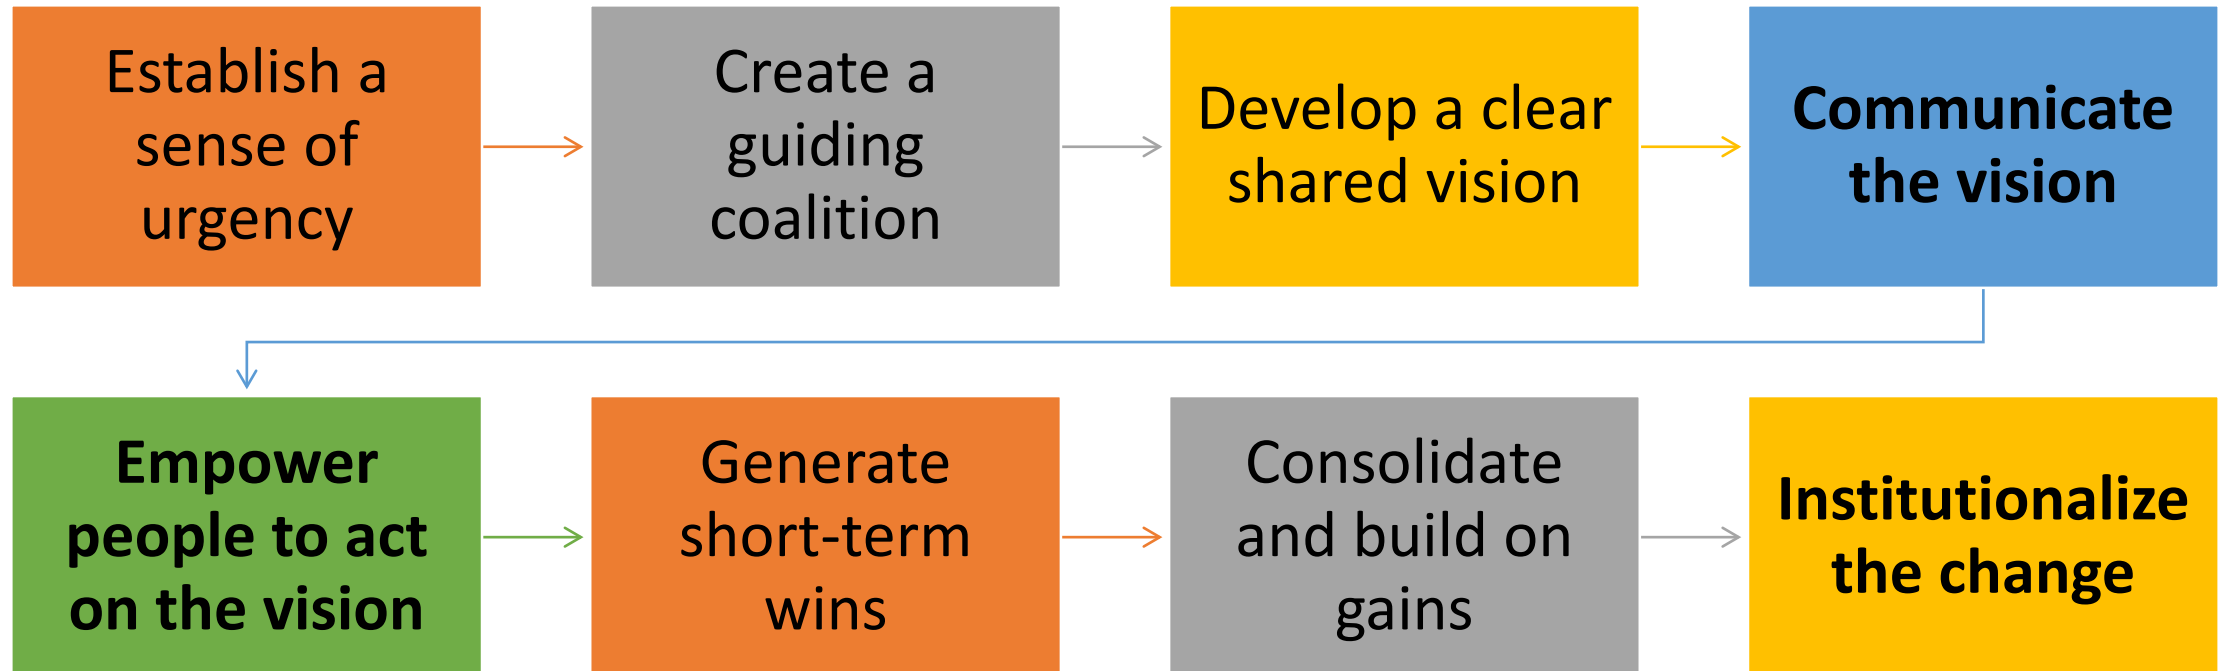 Establish a
sense of
urgency
Create a
guiding
coalition
Develop a clear
shared vision
Communicate
the vision
Empower
people to act
on the vision
Generate
short-term
wins
Consolidate
and build on
gains
Institutionalize
the change